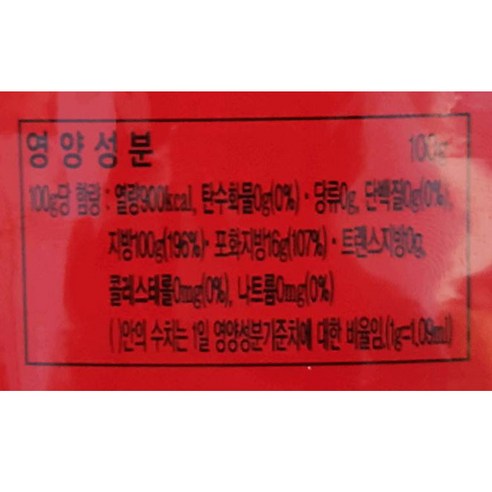 영양성분 100g
100g당 함량 : 열량900kcal, 탄수화물0g(0%)·당류0g, 단백질0g(0%),
지방100g(196%)·포화지방16g(107%)·트랜스지방0g,
콜레스테롤0mg(0%), 나트륨0mg(0%)
( )안의 수치는 1일 영양성분기준치에 대한 비율임.(1g=1.09ml)